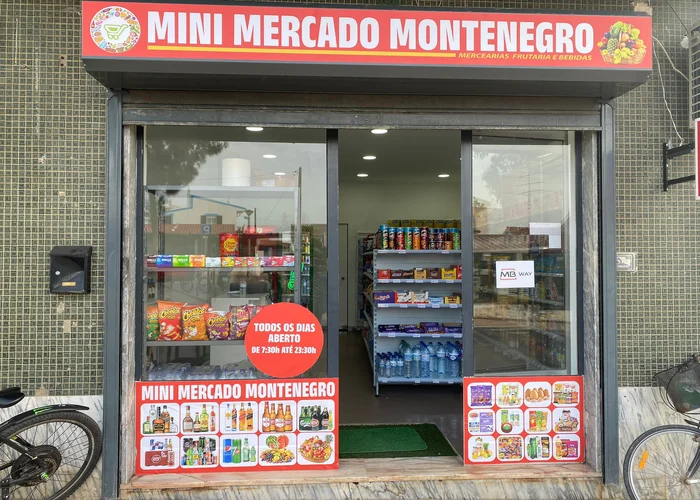 MINI MERCADO MONTENEGRO
MERCEARIAS FRUTARIA E BEBIDAS
MB WAY
TODOS OS DIAS
ABERTO
DE 7:30h ATÉ 23:30h
MINI MERCADO MONTENEGRO